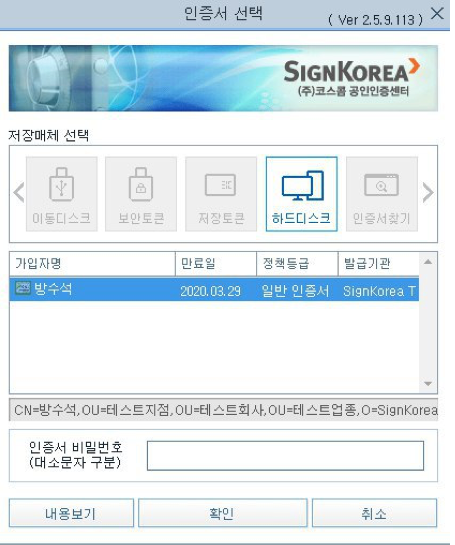 인증서 선택
( Ver 2.5.9.113 )
SIGNKOREA
(주)코스콤 공인인증센터
저장매체 선택
이동디스크 보안토큰 저장토큰 하드디스크 인증서찾기
가입자명 만료일 정책등급 발급기관
방수석 2020.03.29 일반 인증서 SignKorea T
CN=방수석,OU=테스트지점,OU=테스트회사,OU=테스트업종,O=SignKorea
인증서 비밀번호
(대소문자 구분)
내용보기 확인 취소